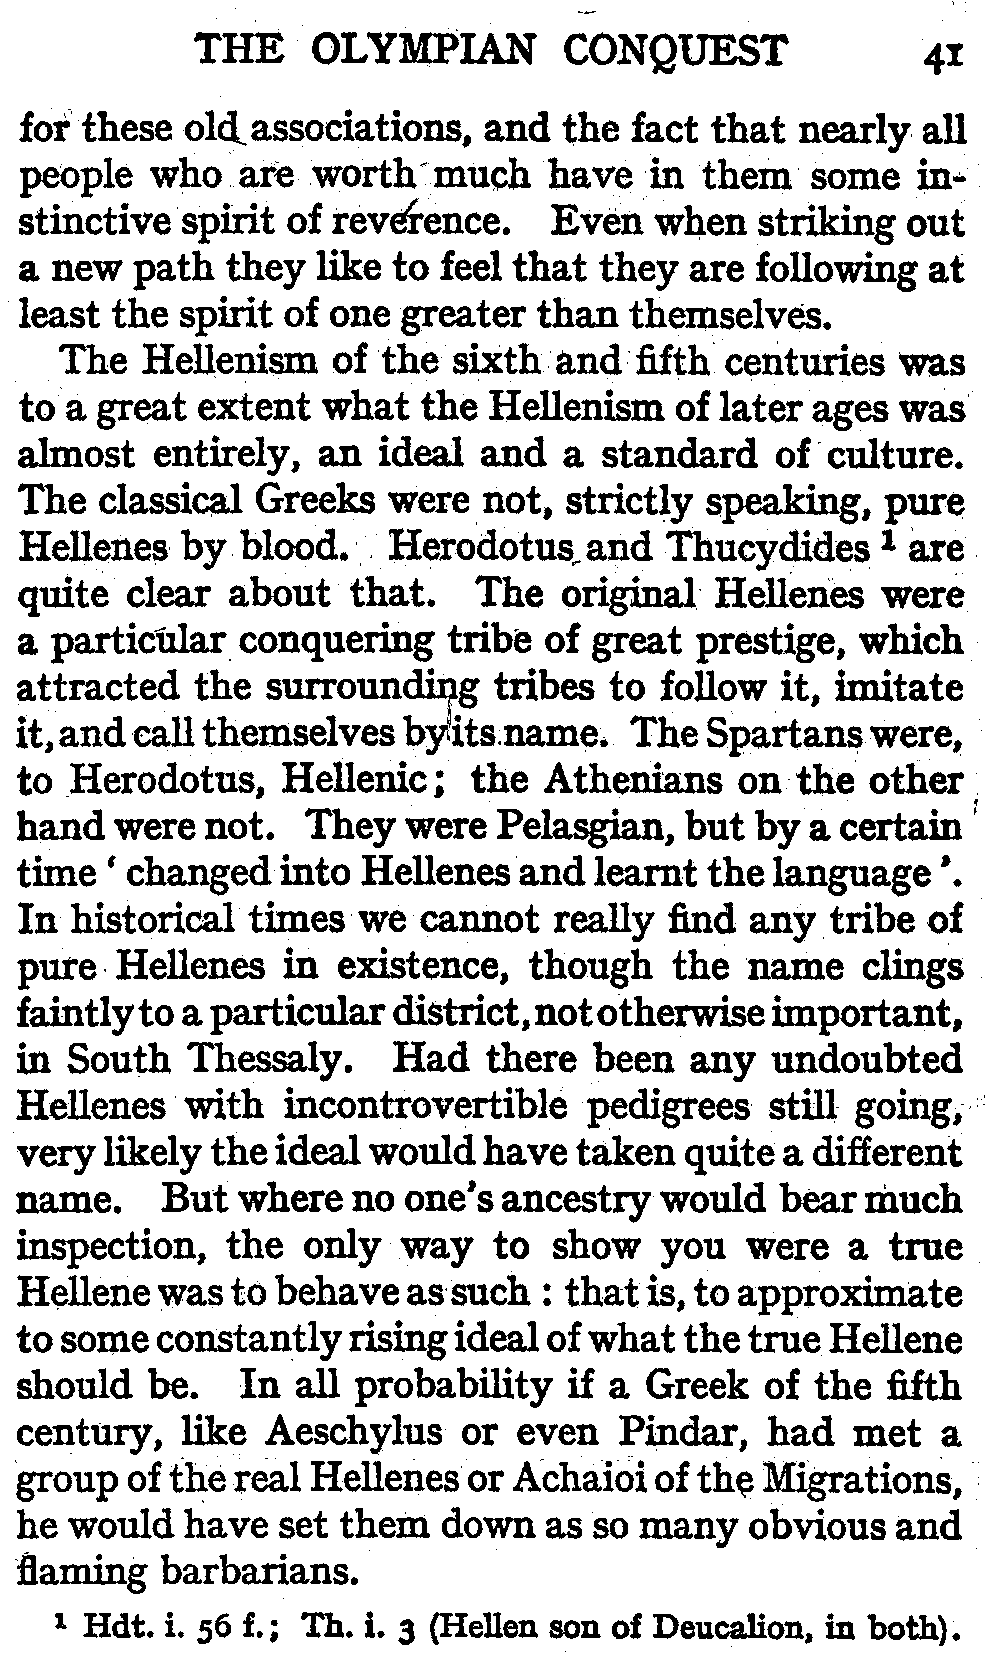 THE OLYMPIAN CONQUEST 41
for these old associations, and the fact that nearly all
people who are worth much have in them some in-
stinctive spirit of reverence. Even when striking out
a new path they like to feel that they are following at
least the spirit of one greater than themselves.
The Hellenism of the sixth and fifth centuries was
to a great extent what the Hellenism of later ages was
almost entirely, an ideal and a standard of culture.
The classical Greeks were not, strictly speaking, pure
Hellenes by blood. Herodotus and Thucydides ¹ are
quite clear about that. The original Hellenes were
a particular conquering tribe of great prestige, which
attracted the surrounding tribes to follow it, imitate
it, and call themselves by its name. The Spartans were,
to Herodotus, Hellenic; the Athenians on the other
hand were not. They were Pelasgian, but by a certain
time ‘ changed into Hellenes and learnt the language ’.
In historical times we cannot really find any tribe of
pure Hellenes in existence, though the name clings
faintly to a particular district, not otherwise important,
in South Thessaly. Had there been any undoubted
Hellenes with incontrovertible pedigrees still going,
very likely the ideal would have taken quite a different
name. But where no one's ancestry would bear much
inspection, the only way to show you were a true
Hellene was to behave as such : that is, to approximate
to some constantly rising ideal of what the true Hellene
should be. In all probability if a Greek of the fifth
century, like Aeschylus or even Pindar, had met a
group of the real Hellenes or Achaioi of the Migrations,
he would have set them down as so many obvious and
flaming barbarians.
¹ Hdt. i. 56 f.; Th. i. 3 (Hellen son of Deucalion, in both).